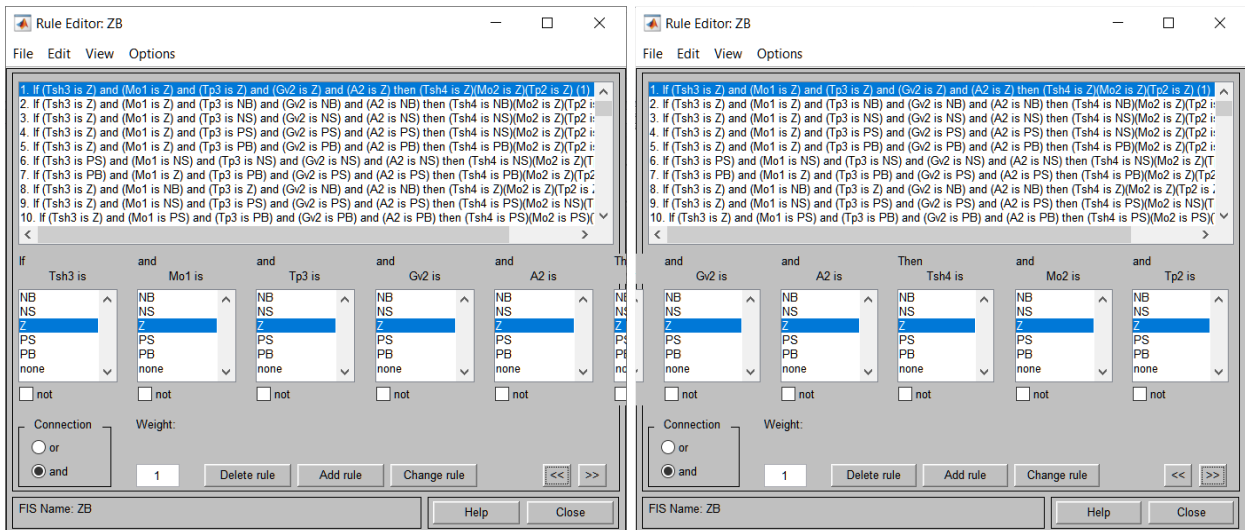 Rule Editor: ZB
File Edit View Options
1. If (Tsh3 is Z) and (Mo1 is Z) and (Tp3 is Z) and (Gv2 is Z) and (A2 is Z) then (Tsh4 is Z)(Mo2 is Z)(Tp2 is Z) (1)
2. If (Tsh3 is Z) and (Mo1 is Z) and (Tp3 is NB) and (Gv2 is NB) and (A2 is NB) then (Tsh4 is NB)(Mo2 is Z)(Tp2 is
3. If (Tsh3 is Z) and (Mo1 is Z) and (Tp3 is NS) and (Gv2 is NS) and (A2 is NS) then (Tsh4 is NS)(Mo2 is Z)(Tp2 is
4. If (Tsh3 is Z) and (Mo1 is Z) and (Tp3 is PS) and (Gv2 is PS) and (A2 is PS) then (Tsh4 is NS)(Mo2 is Z)(Tp2 is
5. If (Tsh3 is Z) and (Mo1 is Z) and (Tp3 is PB) and (Gv2 is PB) and (A2 is PB) then (Tsh4 is PB)(Mo2 is Z)(Tp2 is
6. If (Tsh3 is PS) and (Mo1 is NS) and (Tp3 is NS) and (Gv2 is NS) and (A2 is NS) then (Tsh4 is NS)(Mo2 is Z)(T
7. If (Tsh3 is PB) and (Mo1 is Z) and (Tp3 is PB) and (Gv2 is PS) and (A2 is PS) then (Tsh4 is PB)(Mo2 is Z)(Tp2
8. If (Tsh3 is Z) and (Mo1 is NB) and (Tp3 is Z) and (Gv2 is NB) and (A2 is NB) then (Tsh4 is Z)(Mo2 is Z)(Tp2 is
9. If (Tsh3 is Z) and (Mo1 is NS) and (Tp3 is PS) and (Gv2 is PS) and (A2 is PS) then (Tsh4 is PS)(Mo2 is NS)(T
10. If (Tsh3 is Z) and (Mo1 is PS) and (Tp3 is PB) and (Gv2 is PB) and (A2 is PB) then (Tsh4 is PS)(Mo2 is PS)(
If and and and and Th
Tsh3 is Mo1 is Tp3 is Gv2 is A2 is
NB NB NB NB NB NB
NS NS NS NS NS NS
Z Z Z Z Z Z
PS PS PS PS PS PS
PB PB PB PB PB PB
none none none none none
not not not not not
Connection Weight:
or
and 1 Delete rule Add rule Change rule << >>
FIS Name: ZB Help Close
Rule Editor: ZB
File Edit View Options
1. If (Tsh3 is Z) and (Mo1 is Z) and (Tp3 is Z) and (Gv2 is Z) and (A2 is Z) then (Tsh4 is Z)(Mo2 is Z)(Tp2 is Z) (1)
2. If (Tsh3 is Z) and (Mo1 is Z) and (Tp3 is NB) and (Gv2 is NB) and (A2 is NB) then (Tsh4 is NB)(Mo2 is Z)(Tp2 is
3. If (Tsh3 is Z) and (Mo1 is Z) and (Tp3 is NS) and (Gv2 is NS) and (A2 is NS) then (Tsh4 is NS)(Mo2 is Z)(Tp2 is
4. If (Tsh3 is Z) and (Mo1 is Z) and (Tp3 is PS) and (Gv2 is PS) and (A2 is PS) then (Tsh4 is NS)(Mo2 is Z)(Tp2 is
5. If (Tsh3 is Z) and (Mo1 is Z) and (Tp3 is PB) and (Gv2 is PB) and (A2 is PB) then (Tsh4 is PB)(Mo2 is Z)(Tp2 is
6. If (Tsh3 is PS) and (Mo1 is NS) and (Tp3 is NS) and (Gv2 is NS) and (A2 is NS) then (Tsh4 is NS)(Mo2 is Z)(T
7. If (Tsh3 is PB) and (Mo1 is Z) and (Tp3 is PB) and (Gv2 is PS) and (A2 is PS) then (Tsh4 is PB)(Mo2 is Z)(Tp2
8. If (Tsh3 is Z) and (Mo1 is NB) and (Tp3 is Z) and (Gv2 is NB) and (A2 is NB) then (Tsh4 is Z)(Mo2 is Z)(Tp2 is
9. If (Tsh3 is Z) and (Mo1 is NS) and (Tp3 is PS) and (Gv2 is PS) and (A2 is PS) then (Tsh4 is PS)(Mo2 is NS)(T
10. If (Tsh3 is Z) and (Mo1 is PS) and (Tp3 is PB) and (Gv2 is PB) and (A2 is PB) then (Tsh4 is PS)(Mo2 is PS)(
and and Then and and
Gv2 is A2 is Tsh4 is Mo2 is Tp2 is
NB NB NB NB NB
NS NS NS NS NS
Z Z Z Z Z
PS PS PS PS PS
PB PB PB PB PB
none none none none none
not not not not not
Connection Weight:
or
and 1 Delete rule Add rule Change rule << >>
FIS Name: ZB Help Close